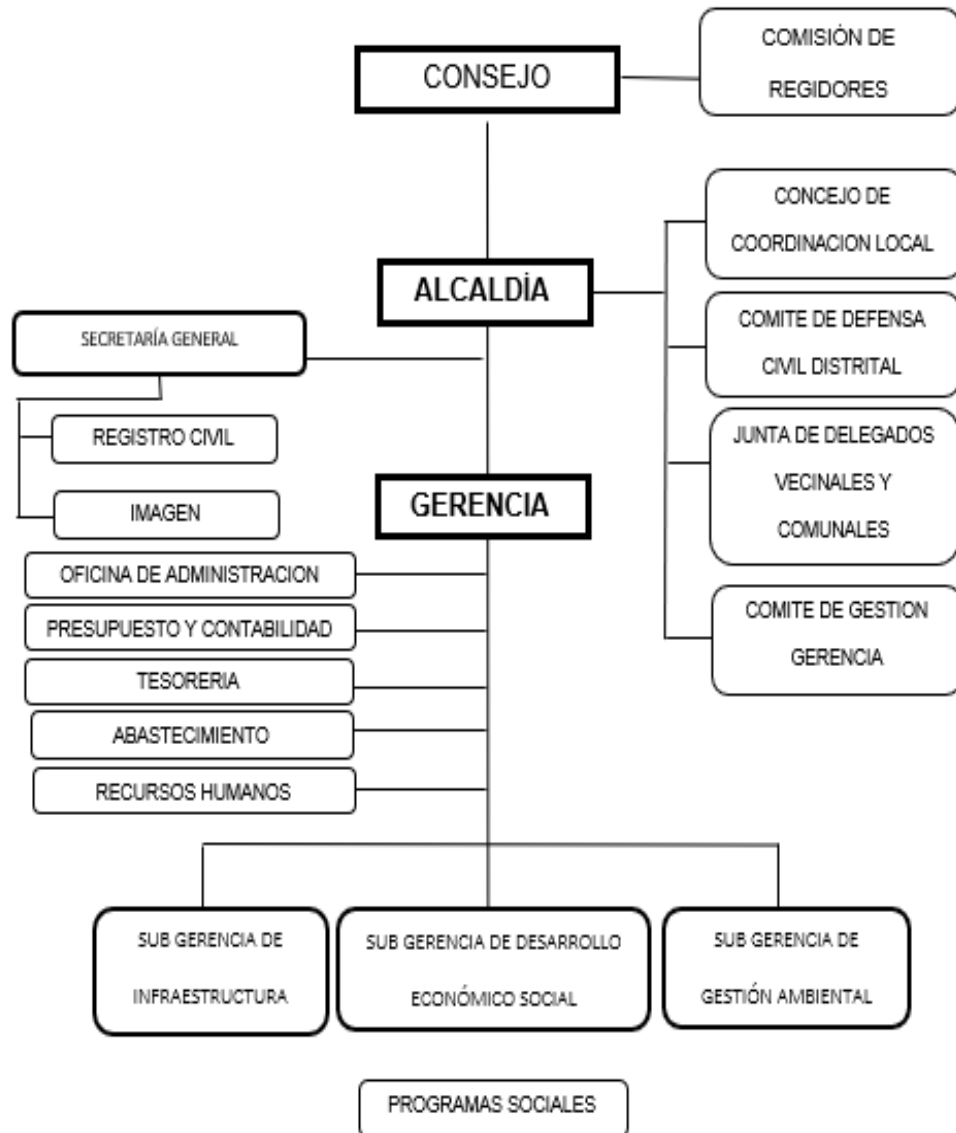 CONSEJO
COMISIÓN DE
REGIDORES
CONCEJO DE
COORDINACION LOCAL
ALCALDÍA
COMITE DE DEFENSA
CIVIL DISTRITAL
SECRETARÍA GENERAL
REGISTRO CIVIL
IMAGEN
JUNTA DE DELEGADOS
VECINALES Y
COMUNALES
GERENCIA
COMITE DE GESTION
GERENCIA
OFICINA DE ADMINISTRACION
PRESUPUESTO Y CONTABILIDAD
TESORERIA
ABASTECIMIENTO
RECURSOS HUMANOS
SUB GERENCIA DE
INFRAESTRUCTURA
SUB GERENCIA DE DESARROLLO
ECONÓMICO SOCIAL
SUB GERENCIA DE
GESTIÓN AMBIENTAL
PROGRAMAS SOCIALES